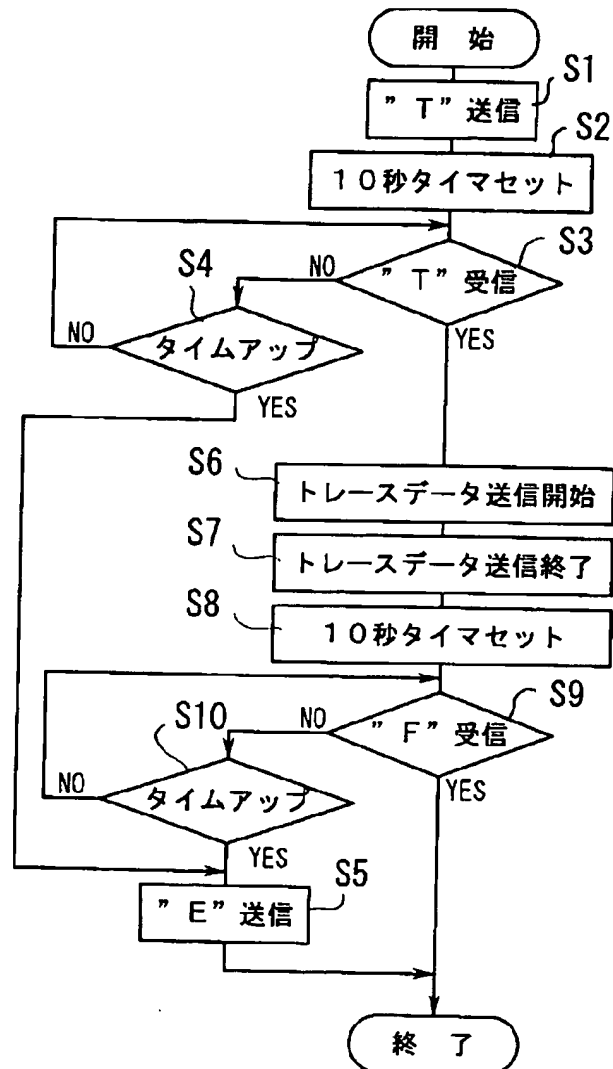 開 始
S1
"T"送信
S2
10秒タイマセット
S3
"T"受信
NO
YES
S4
タイムアップ
NO
YES
S6
トレースデータ送信開始
S7
トレースデータ送信終了
S8
10秒タイマセット
S9
"F"受信
NO
YES
S10
タイムアップ
NO
YES
S5
"E"送信
終 了